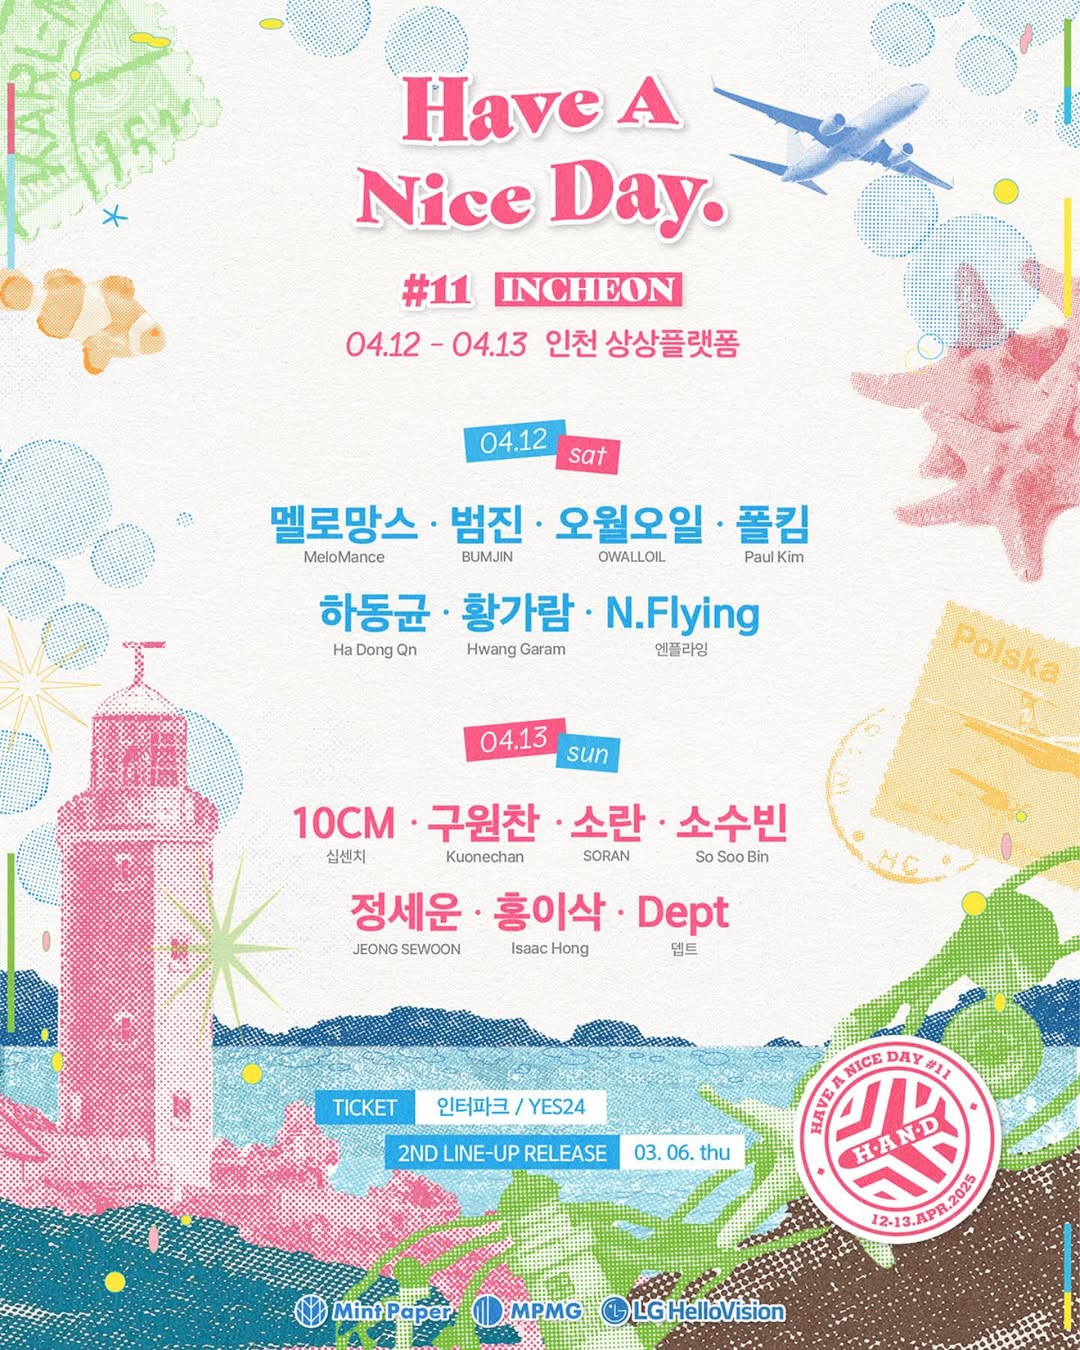 Have A
Nice Day.
#11 INCHEON
04.12 - 04.13 인천 상상플랫폼
04.12 sat
멜로망스 · 범진 · 오월오일 · 폴킴
MeloMance BUMJIN OWALLOIL Paul Kim
하동균 · 황가람 · N.Flying
Ha Dong Qn Hwang Garam 엔플라잉
04.13 sun
10CM · 구원찬 · 소란 · 소수빈
십센치 Kuonechan SORAN So Soo Bin
정세운 · 홍이삭 · Dept
JEONG SEWOON Isaac Hong 뎁트
TICKET 인터파크 / YES24
2ND LINE-UP RELEASE 03. 06. thu
HAVE A NICE DAY #11
H·A·N·D
12-13.APR.2025
Mint Paper MPMG LG HelloVision
Polska
MC